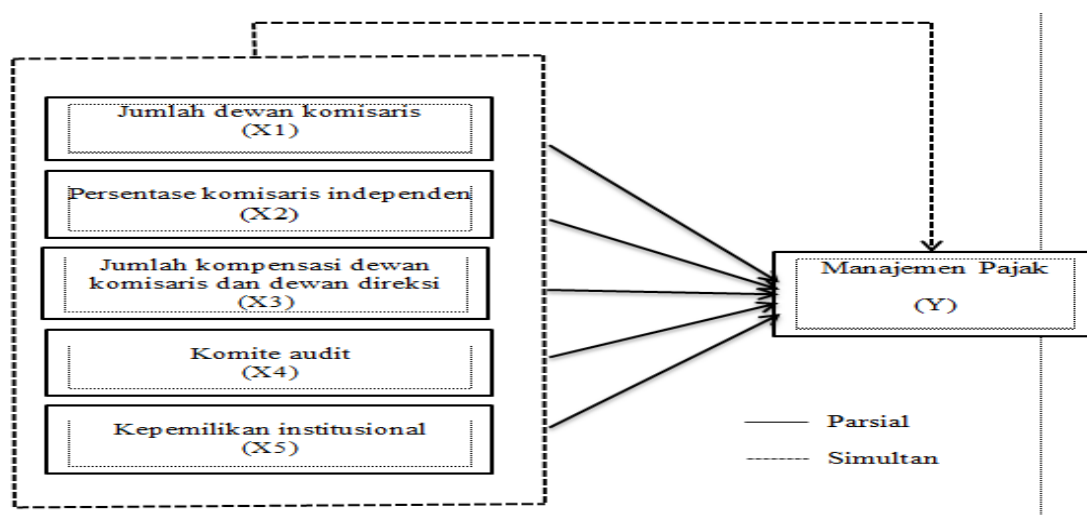 Jumlah dewan komisaris
(X1)
Persentase komisaris independen
(X2)
Jumlah kompensasi dewan
komisaris dan dewan direksi
(X3)
Komite audit
(X4)
Kepemilikan institusional
(X5)
Manajemen Pajak
(Y)
Parsial
Simultan